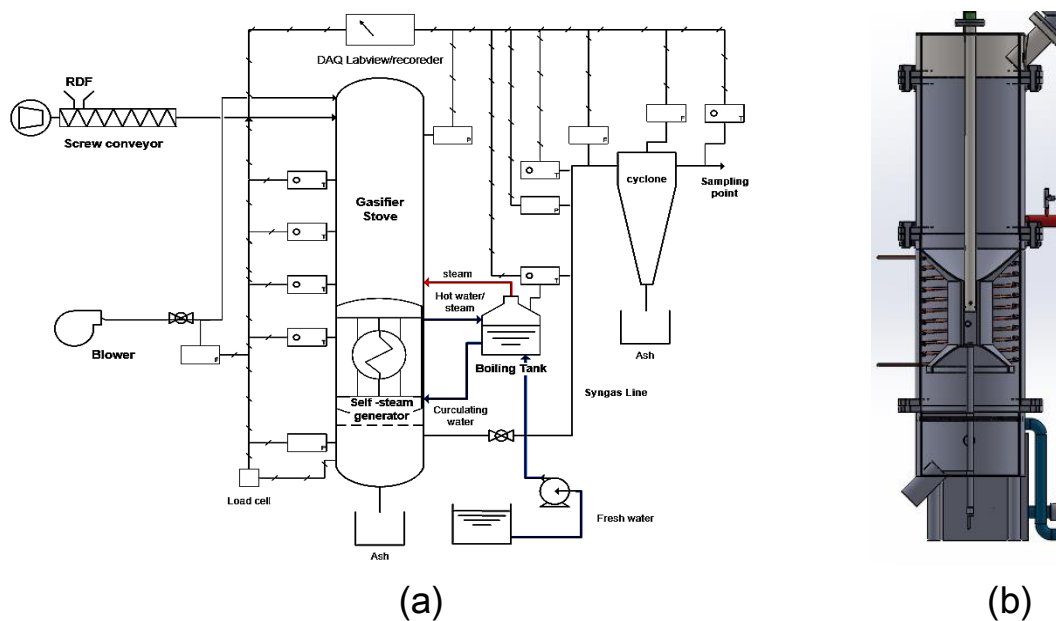 DAQ Labview/recoreder
RDF
Screw conveyor
P
F
F
T
T
cyclone
Sampling
point
T
P
Gasifier
Stove
T
T
steam
T
Hot water/
steam
T
Blower
F
Boiling Tank
Ash
Self -steam
generator
Curculating
water
Syngas Line
Load cell
Fresh water
Ash
(a)
(b)